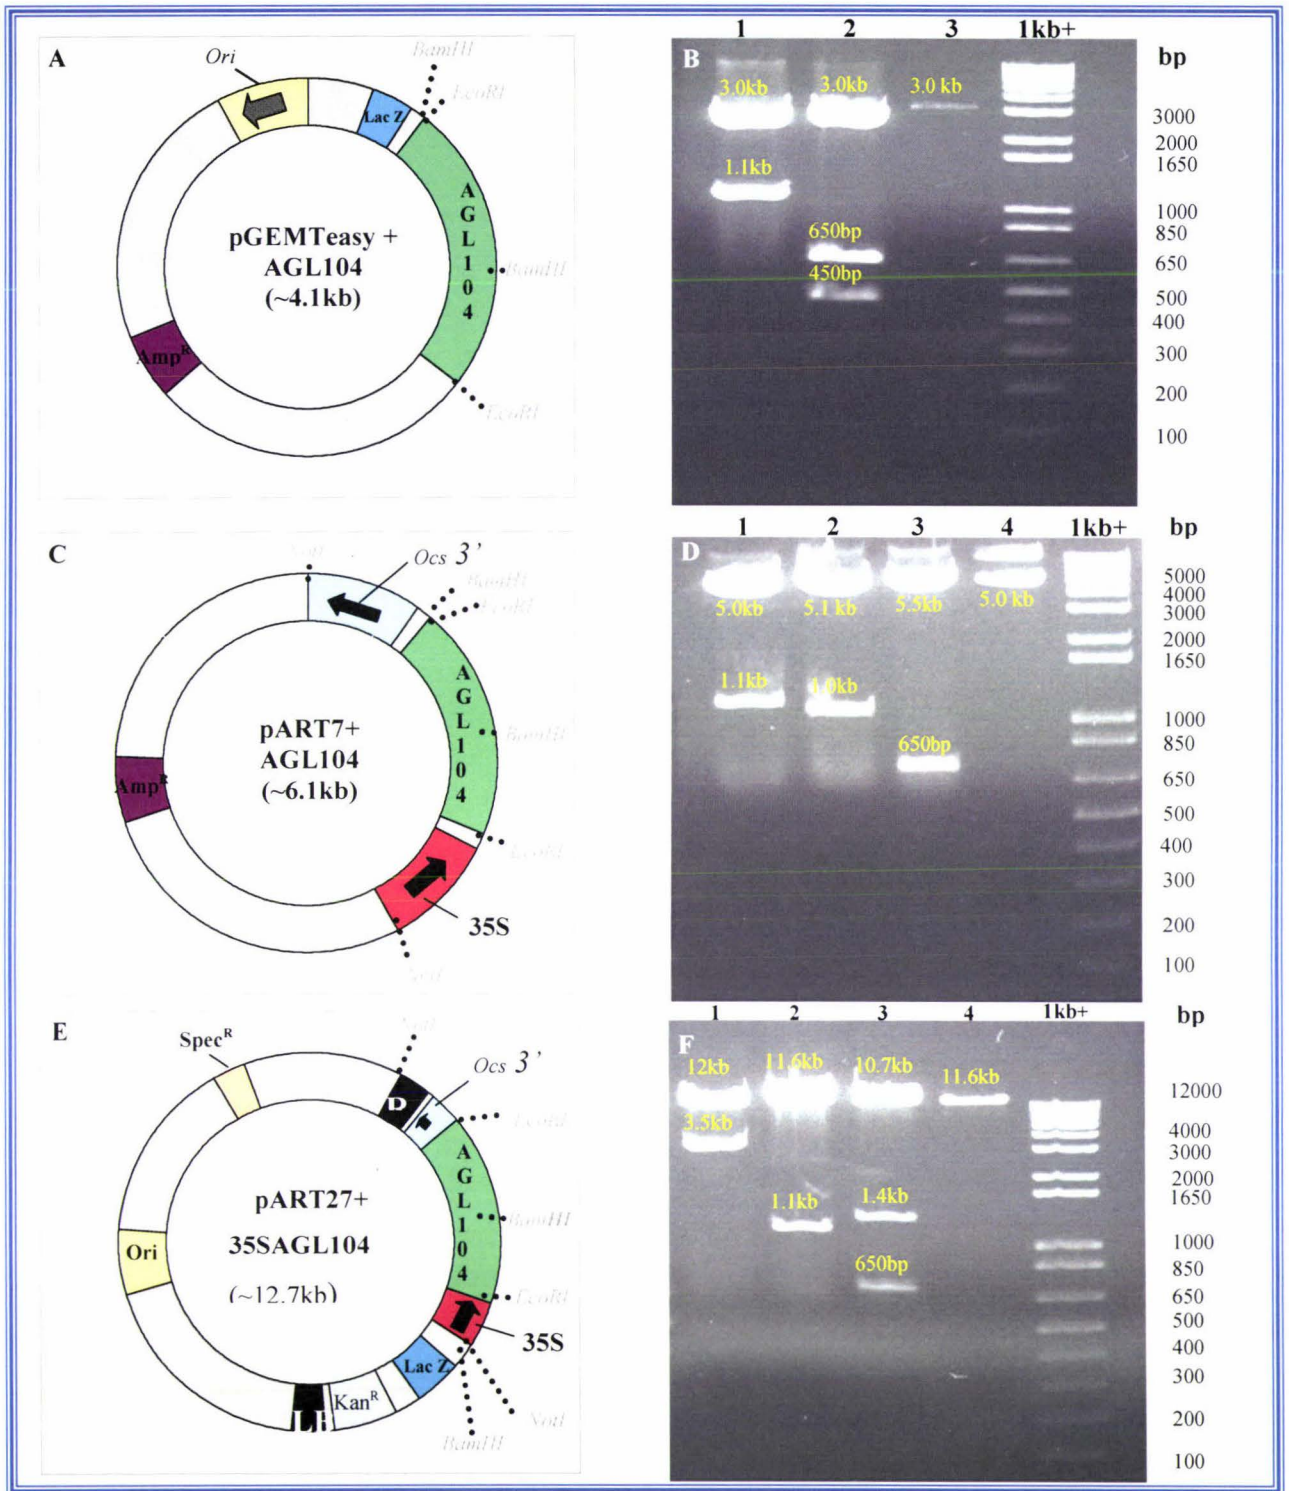 A
Ori
BamHI
EcoRI
Lac Z
AGL104
pGEMTeasy +
AGL104
(~4.1kb)
BamHI
Amp^R
EcoRI
B
1 2 3 1kb+
bp
3.0kb 3.0kb 3.0 kb
1.1kb
650bp
450bp
3000
2000
1650
1000
850
650
500
400
300
200
100
C
NotI
Ocs 3'
BamHI
EcoRI
AGL104
pART7+
AGL104
(~6.1kb)
BamHI
Amp^R
EcoRI
35S
NotI
D
1 2 3 4 1kb+
bp
5.0kb 5.1 kb 5.5kb 5.0 kb
1.1kb 1.0kb
650bp
5000
4000
3000
2000
1650
1000
850
650
500
400
300
200
100
E
Spec^R
NotI
Ocs 3'
EcoRI
AGL104
pART27+
35SAGL104
(~12.7kb)
BamHI
Ori
EcoRI
35S
Lac Z
Kan^R
NotI
BamHI
F
1 2 3 4 1kb+
bp
12kb 11.6kb 10.7kb 11.6kb
3.5kb
1.1kb 1.4kb
650bp
12000
4000
3000
2000
1650
1000
850
650
500
400
300
200
100